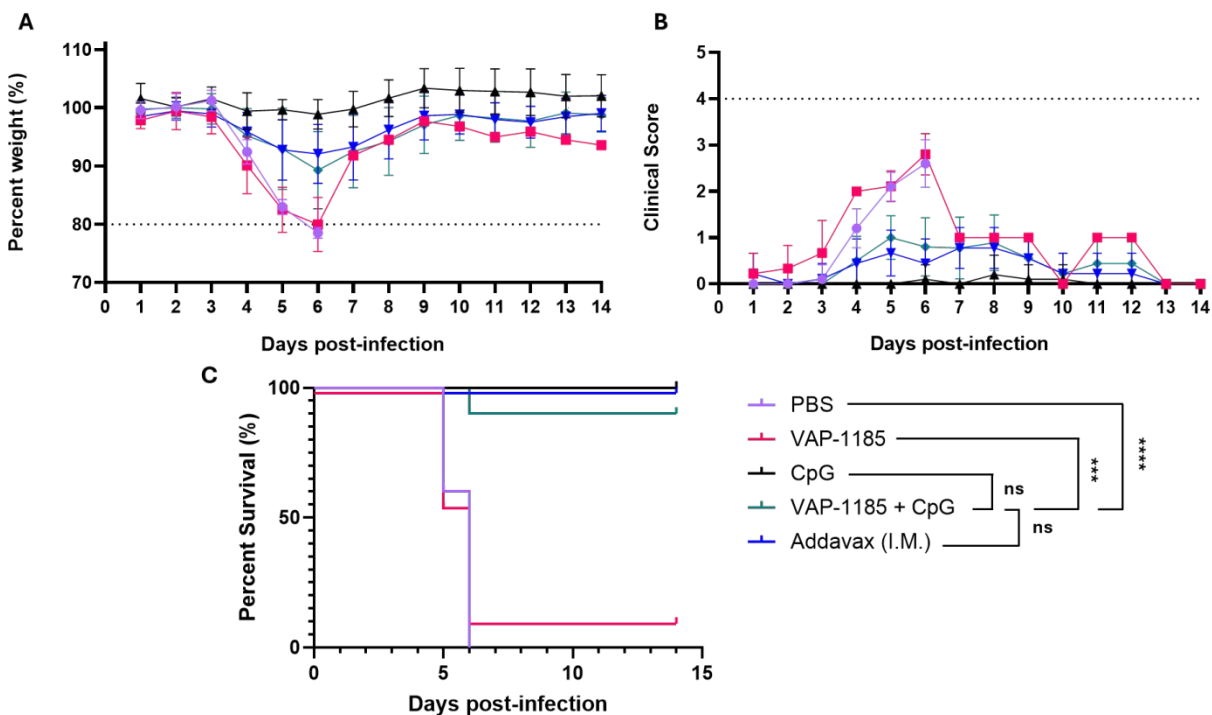 A
Percent weight (%)
110
100
90
80
70
0 1 2 3 4 5 6 7 8 9 10 11 12 13 14
Days post-infection
B
Clinical Score
5
4
3
2
1
0
0 1 2 3 4 5 6 7 8 9 10 11 12 13 14
Days post-infection
C
Percent Survival (%)
100
50
0
0 5 10 15
Days post-infection
PBS
VAP-1185
CpG
VAP-1185 + CpG
Addavax (I.M.)
ns
ns
***
****